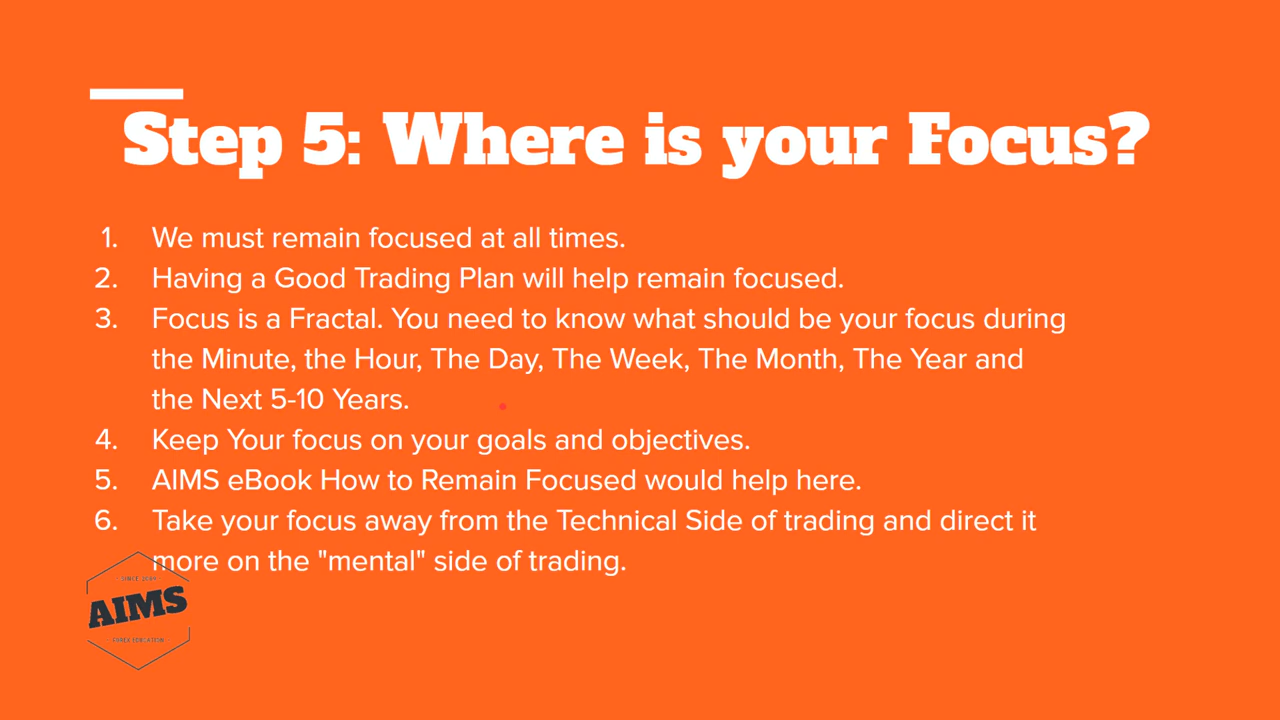 Step 5: Where is your Focus?
1. We must remain focused at all times.
2. Having a Good Trading Plan will help remain focused.
3. Focus is a Fractal. You need to know what should be your focus during
the Minute, the Hour, The Day, The Week, The Month, The Year and
the Next 5-10 Years.
4. Keep Your focus on your goals and objectives.
5. AIMS eBook How to Remain Focused would help here.
6. Take your focus away from the Technical Side of trading and direct it
more on the "mental" side of trading.
AIMS
FOREX EDUCATION